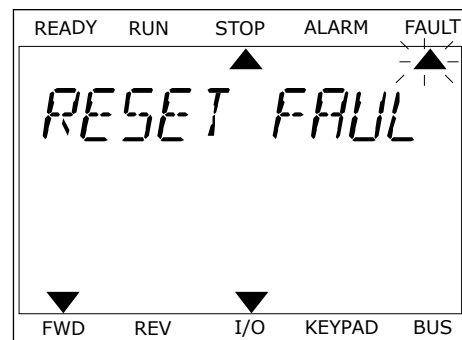 READY RUN STOP ALARM FAULT
RESET FAUL
FWD REV I/O KEYPAD BUS